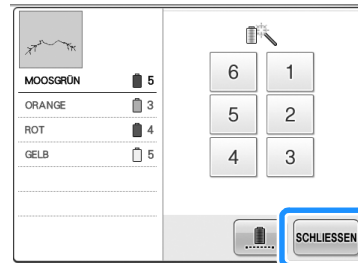 MOOSGRÜN 5
ORANGE 3
ROT 4
GELB 5
6 1
5 2
4 3
SCHLIESSEN